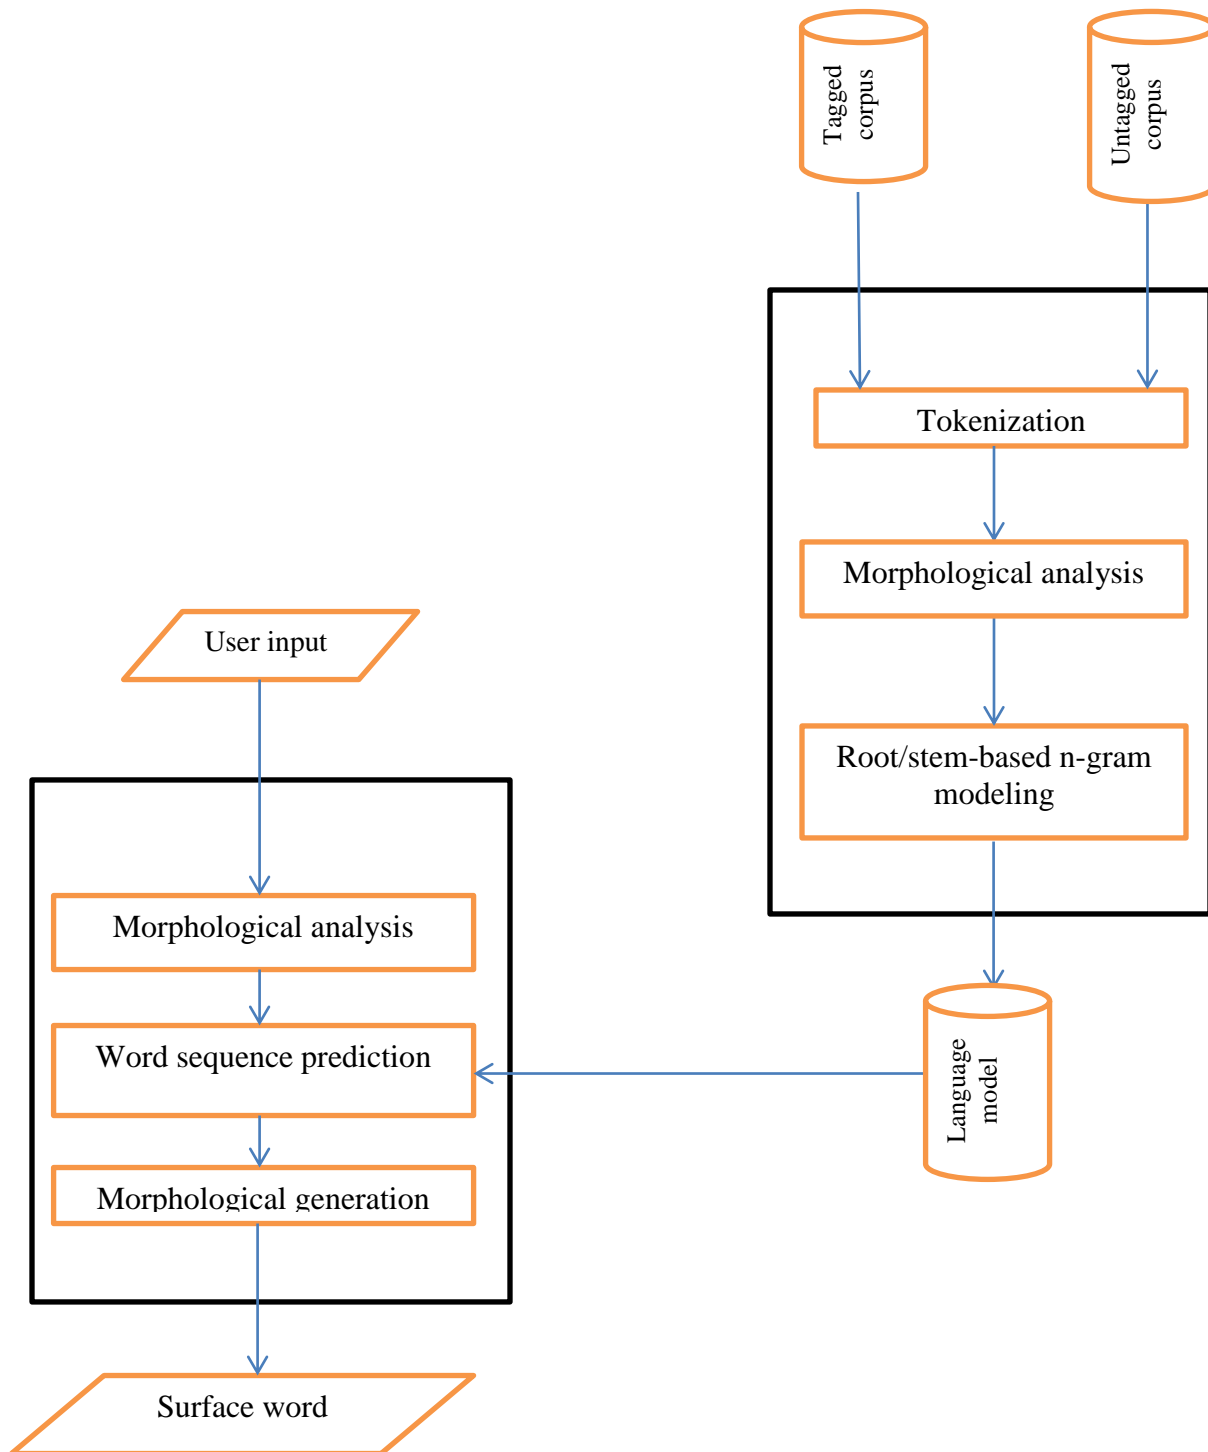 Tagged
corpus
Untagged
corpus
Tokenization
Morphological analysis
Root/stem-based n-gram
modeling
Language
model
User input
Morphological analysis
Word sequence prediction
Morphological generation
Surface word